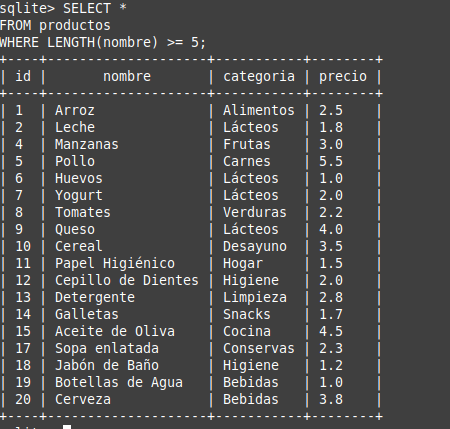 sqlite> SELECT *
FROM productos
WHERE LENGTH(nombre) >= 5;
+----+--------------------+-----------+--------+
| id |       nombre       | categoria | precio |
+----+--------------------+-----------+--------+
| 1  | Arroz              | Alimentos | 2.5    |
| 2  | Leche              | Lácteos   | 1.8    |
| 4  | Manzanas           | Frutas    | 3.0    |
| 5  | Pollo              | Carnes    | 5.5    |
| 6  | Huevos             | Lácteos   | 1.0    |
| 7  | Yogurt             | Lácteos   | 2.0    |
| 8  | Tomates            | Verduras  | 2.2    |
| 9  | Queso              | Lácteos   | 4.0    |
| 10 | Cereal             | Desayuno  | 3.5    |
| 11 | Papel Higiénico    | Hogar     | 1.5    |
| 12 | Cepillo de Dientes | Higiene   | 2.0    |
| 13 | Detergente         | Limpieza  | 2.8    |
| 14 | Galletas           | Snacks    | 1.7    |
| 15 | Aceite de Oliva    | Cocina    | 4.5    |
| 17 | Sopa enlatada      | Conservas | 2.3    |
| 18 | Jabón de Baño      | Higiene   | 1.2    |
| 19 | Botellas de Agua   | Bebidas   | 1.0    |
| 20 | Cerveza            | Bebidas   | 3.8    |
+----+--------------------+-----------+--------+